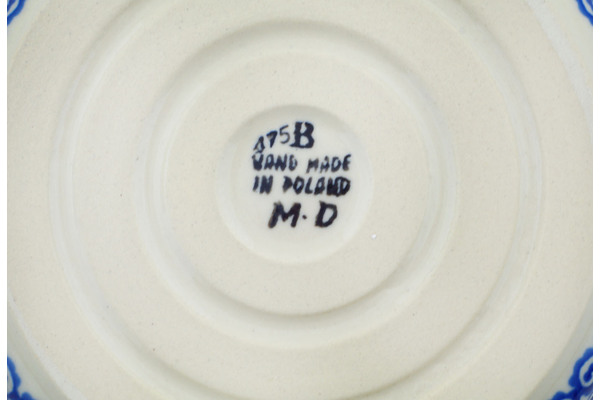 175B
HAND MADE
IN POLAND
M.D